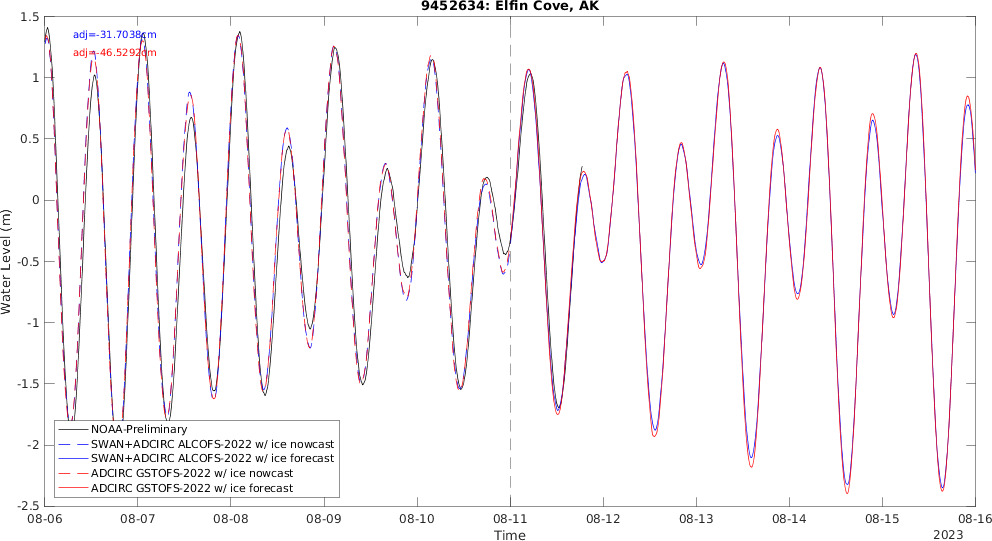 9452634: Elfin Cove, AK
adj=-31.7038cm
adj=-46.5292cm
1.5
1
0.5
0
-0.5
-1
-1.5
-2
-2.5
Water Level (m)
NOAA-Preliminary
SWAN+ADCIRC ALCOFS-2022 w/ ice nowcast
SWAN+ADCIRC ALCOFS-2022 w/ ice forecast
ADCIRC GSTOFS-2022 w/ ice nowcast
ADCIRC GSTOFS-2022 w/ ice forecast
08-06 08-07 08-08 08-09 08-10 08-11 08-12 08-13 08-14 08-15 08-16
Time
2023